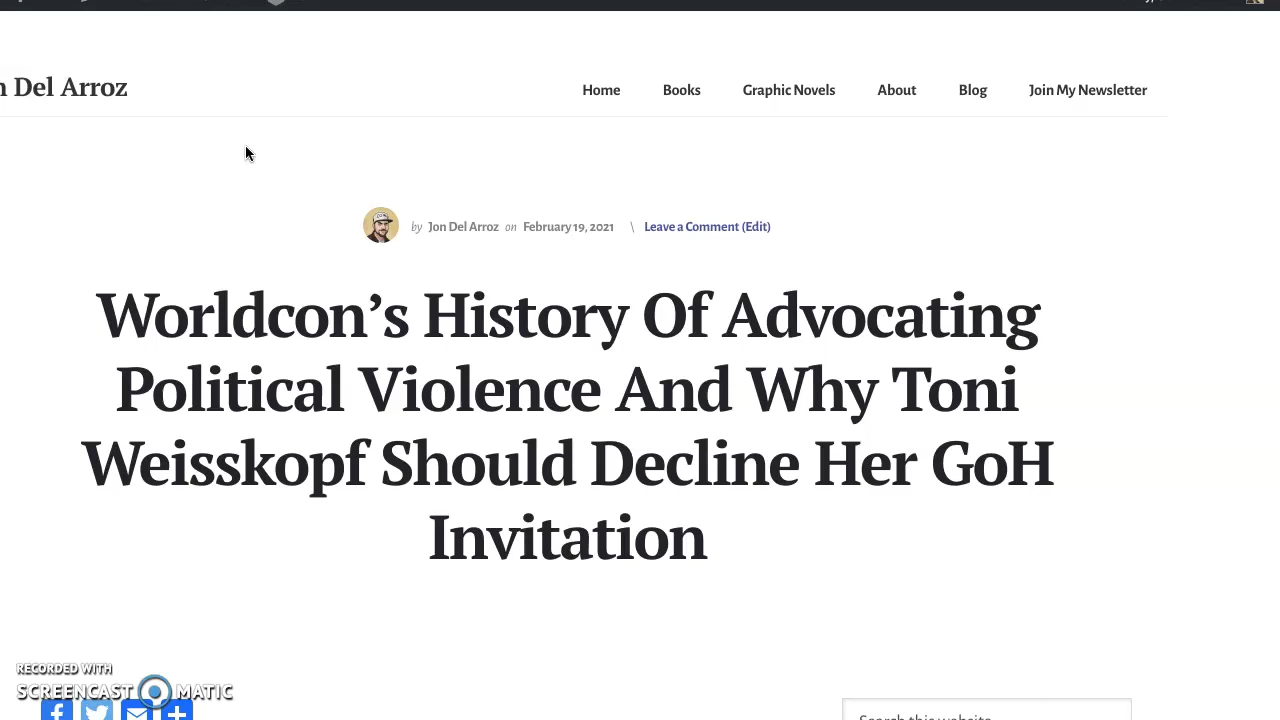 n Del Arroz
Home Books Graphic Novels About Blog Join My Newsletter
by Jon Del Arroz on February 19, 2021 \ Leave a Comment (Edit)
Worldcon’s History Of Advocating
Political Violence And Why Toni
Weisskopf Should Decline Her GoH
Invitation
RECORDED WITH
SCREENCAST MATIC
Search this website